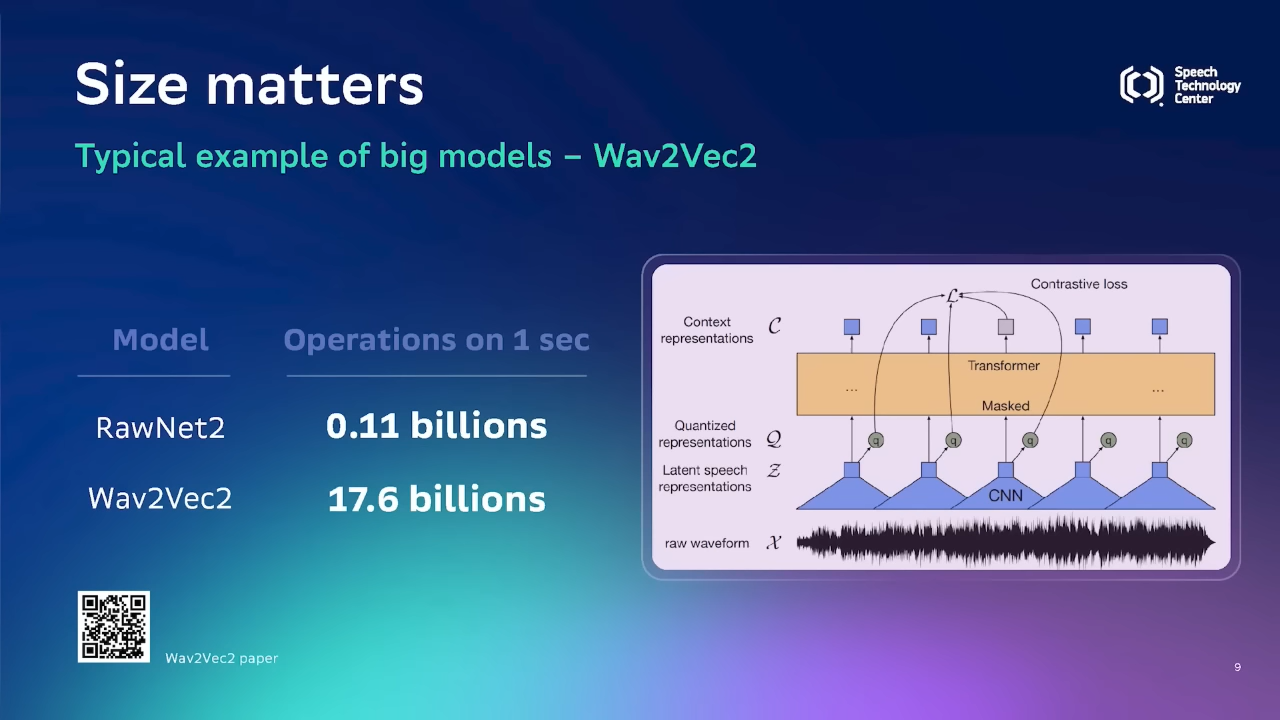 Size matters
Speech
Technology
Center
Typical example of big models – Wav2Vec2
Model
Operations on 1 sec
RawNet2
0.11 billions
Wav2Vec2
17.6 billions
Contrastive loss
ℒ
Context
representations
𝒞
Transformer
...
...
Masked
Quantized
representations
𝒬
q q q q q
Latent speech
representations
𝒵
CNN
raw waveform
𝒳
Wav2Vec2 paper
9